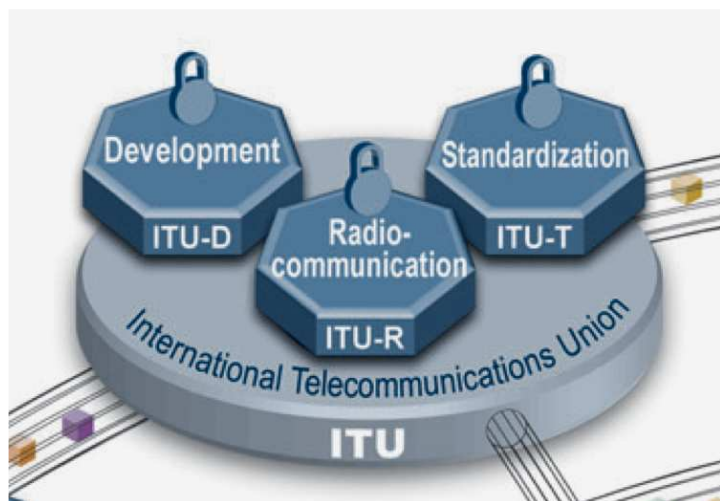 Development
ITU-D
Standardization
ITU-T
Radio-
communication
ITU-R
International Telecommunications Union
ITU